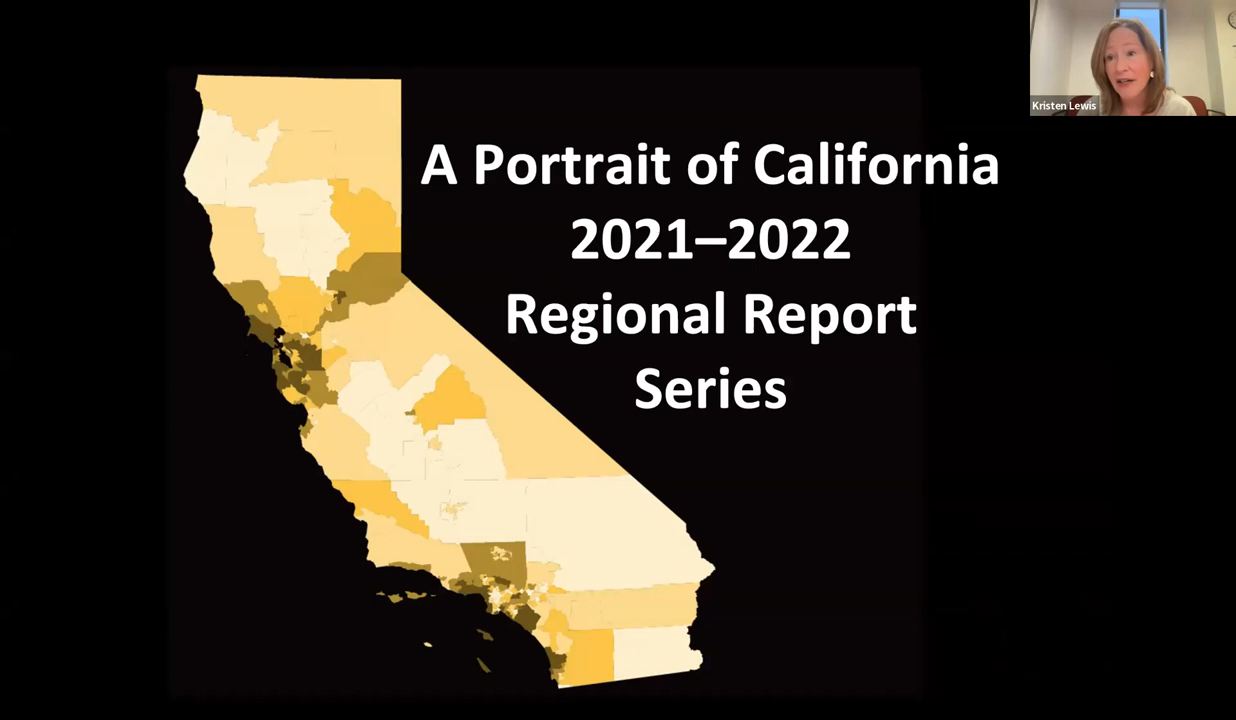 Kristen Lewis
A Portrait of California
2021–2022
Regional Report
Series